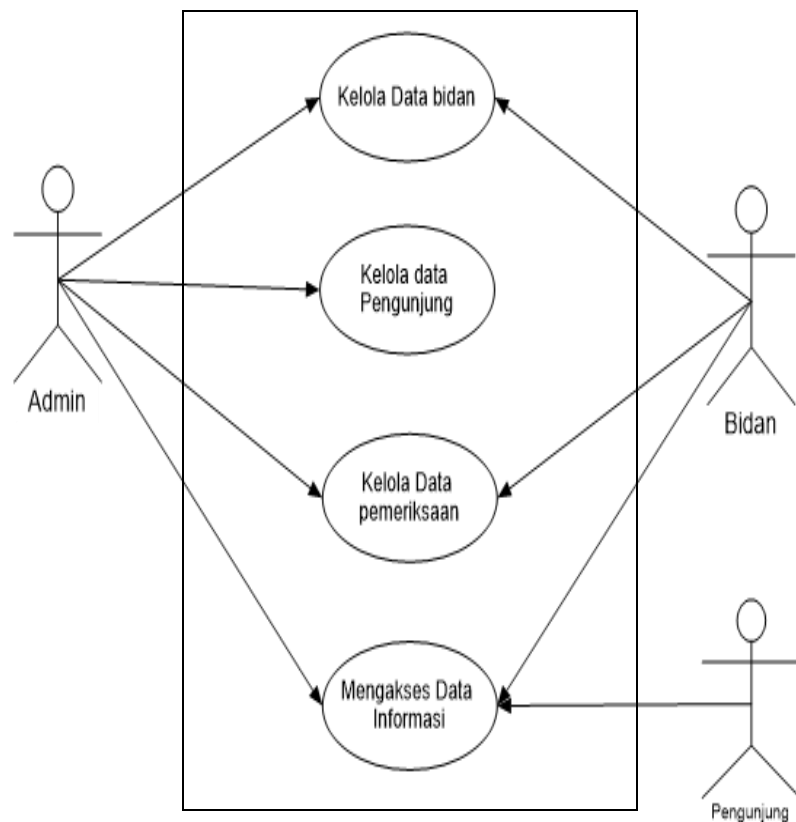 Kelola Data bidan
Kelola data
Pengunjung
Admin
Bidan
Kelola Data
pemeriksaan
Mengakses Data
Informasi
Pengunjung